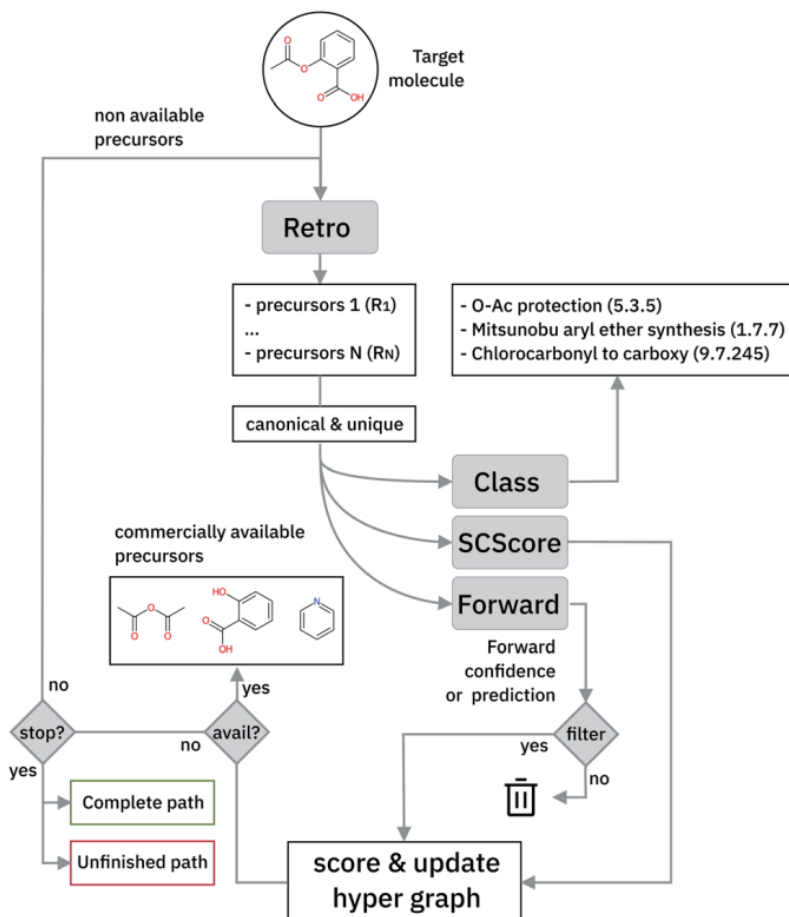 Target
molecule
O
O
O
OH
non available
precursors
Retro
- precursors 1 (R1)
...
- precursors N (RN)
- O-Ac protection (5.3.5)
- Mitsunobu aryl ether synthesis (1.7.7)
- Chlorocarbonyl to carboxy (9.7.245)
canonical & unique
Class
commercially available
precursors
SCScore
O
O
O
HO
O
OH
N
Forward
Forward
confidence
or prediction
no
yes
stop?
no
avail?
yes
filter
yes
no
Complete path
Unfinished path
score & update
hyper graph